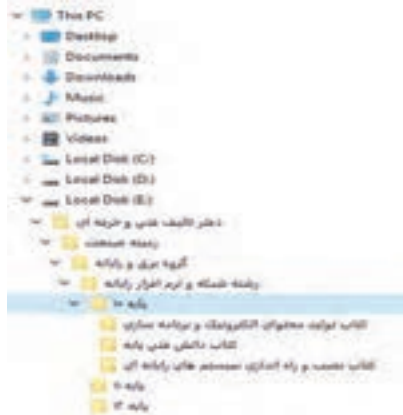 This PC
Desktop
Documents
Downloads
Music
Pictures
Videos
Local Disk (C:)
Local Disk (D:)
Local Disk (E:)
دفتر تالیف فنی و حرفه ای
زمینه صنعت
گروه برق و رایانه
رشته شبکه و نرم افزار رایانه
پایه ۱۰
کتاب تولید محتوای الکترونیک و برنامه سازی
کتاب دانش فنی پایه
کتاب نصب و راه اندازی سیستم های رایانه ای
پایه ۱۱
پایه ۱۲